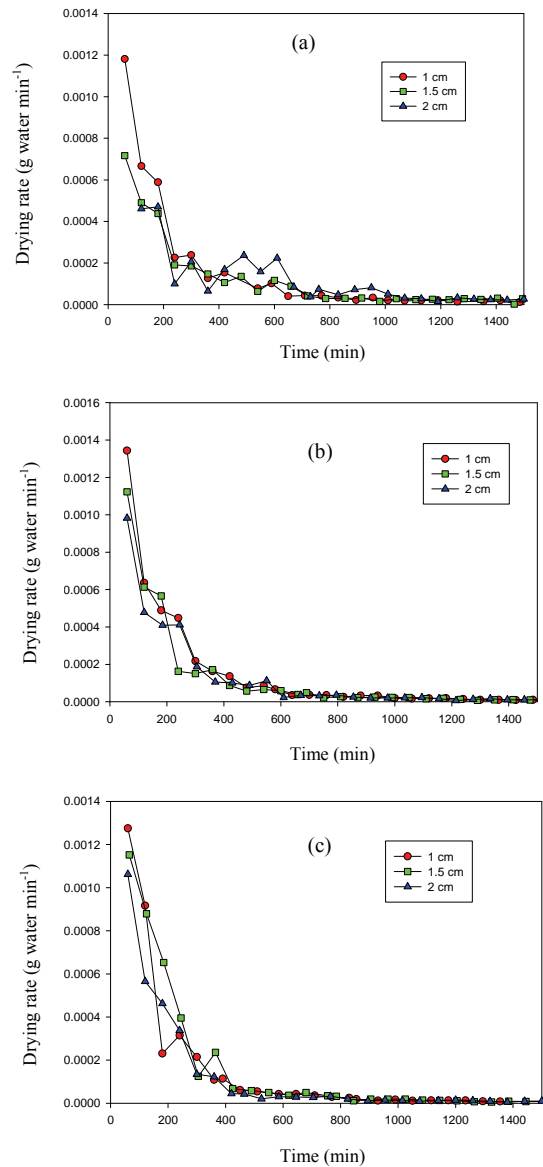 (a)
Drying rate (g water min-1)
0.0014
0.0012
0.0010
0.0008
0.0006
0.0004
0.0002
0.0000
1 cm
1.5 cm
2 cm
0 200 400 600 800 1000 1200 1400
Time (min)
(b)
Drying rate (g water min-1)
0.0016
0.0014
0.0012
0.0010
0.0008
0.0006
0.0004
0.0002
0.0000
1 cm
1.5 cm
2 cm
0 200 400 600 800 1000 1200 1400
Time (min)
(c)
Drying rate (g water min-1)
0.0014
0.0012
0.0010
0.0008
0.0006
0.0004
0.0002
0.0000
1 cm
1.5 cm
2 cm
0 200 400 600 800 1000 1200 1400
Time (min)